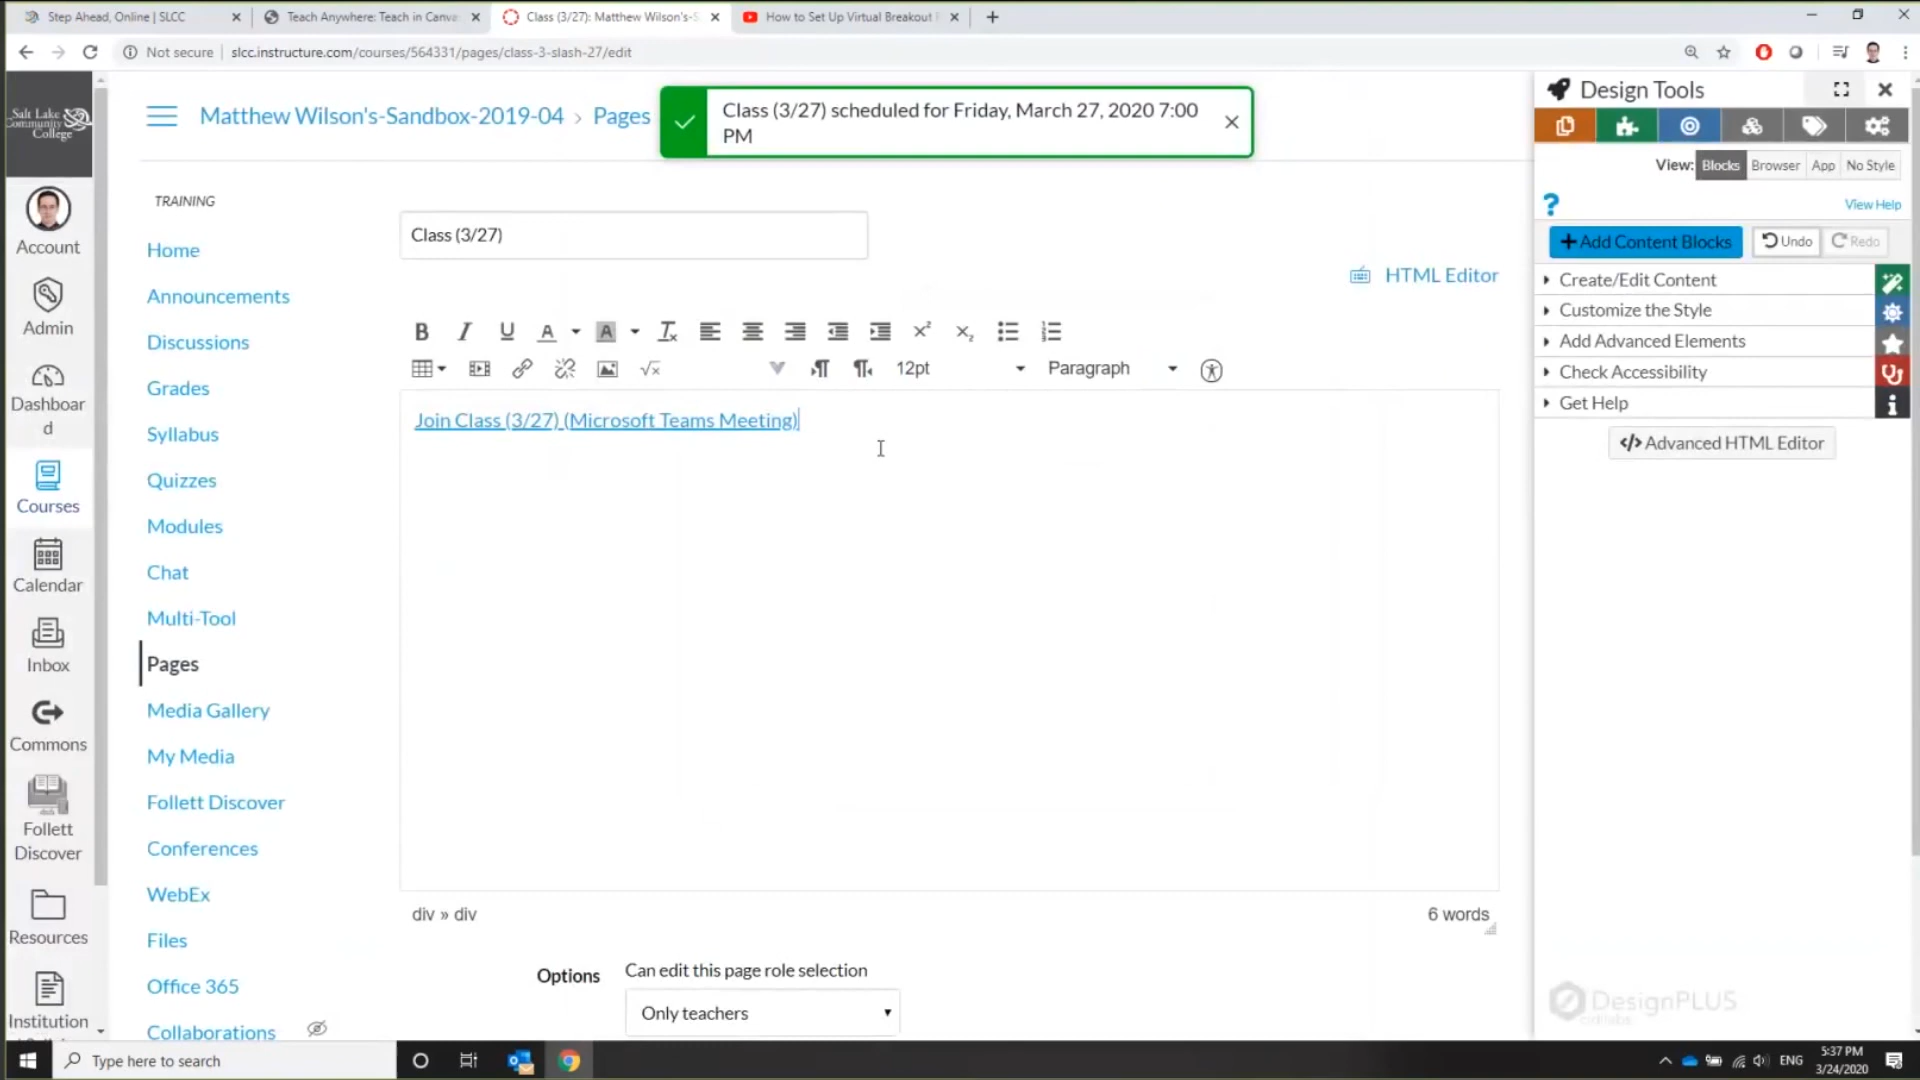 Step Ahead, Online | SLCC
Teach Anywhere: Teach in Canva
Class (3/27): Matthew Wilson's-S
How to Set Up Virtual Breakout
Not secure
slcc.instructure.com/courses/564331/pages/class-3-slash-27/edit
Salt Lake
Community
College
Account
Admin
Dashboar
d
Courses
Calendar
Inbox
Commons
Follett
Discover
Resources
Institution
Matthew Wilson's-Sandbox-2019-04 › Pages
Class (3/27) scheduled for Friday, March 27, 2020 7:00
PM
TRAINING
Home
Announcements
Discussions
Grades
Syllabus
Quizzes
Modules
Chat
Multi-Tool
Pages
Media Gallery
My Media
Follett Discover
Conferences
WebEx
Files
Office 365
Collaborations
Class (3/27)
HTML Editor
12pt
Paragraph
Join Class (3/27) (Microsoft Teams Meeting)
div » div
6 words
Options
Can edit this page role selection
Only teachers
Design Tools
View: Blocks Browser App No Style
? View Help
Add Content Blocks
Undo
Redo
Create/Edit Content
Customize the Style
Add Advanced Elements
Check Accessibility
Get Help
</> Advanced HTML Editor
DesignPLUS
Type here to search
ENG
5:37 PM
3/24/2020